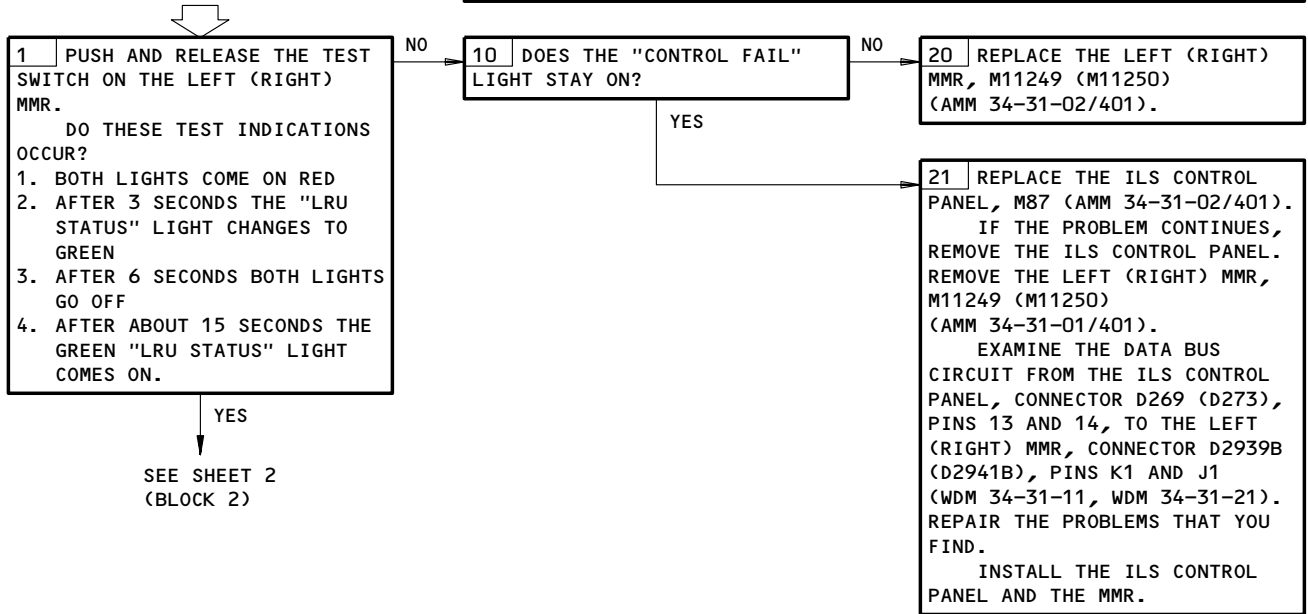 1 PUSH AND RELEASE THE TEST
SWITCH ON THE LEFT (RIGHT)
MMR.
DO THESE TEST INDICATIONS
OCCUR?
1. BOTH LIGHTS COME ON RED
2. AFTER 3 SECONDS THE "LRU
STATUS" LIGHT CHANGES TO
GREEN
3. AFTER 6 SECONDS BOTH LIGHTS
GO OFF
4. AFTER ABOUT 15 SECONDS THE
GREEN "LRU STATUS" LIGHT
COMES ON.
YES
SEE SHEET 2
(BLOCK 2)
NO
10 DOES THE "CONTROL FAIL"
LIGHT STAY ON?
NO
YES
20 REPLACE THE LEFT (RIGHT)
MMR, M11249 (M11250)
(AMM 34-31-02/401).
21 REPLACE THE ILS CONTROL
PANEL, M87 (AMM 34-31-02/401).
IF THE PROBLEM CONTINUES,
REMOVE THE ILS CONTROL PANEL.
REMOVE THE LEFT (RIGHT) MMR,
M11249 (M11250)
(AMM 34-31-01/401).
EXAMINE THE DATA BUS
CIRCUIT FROM THE ILS CONTROL
PANEL, CONNECTOR D269 (D273),
PINS 13 AND 14, TO THE LEFT
(RIGHT) MMR, CONNECTOR D2939B
(D2941B), PINS K1 AND J1
(WDM 34-31-11, WDM 34-31-21).
REPAIR THE PROBLEMS THAT YOU
FIND.
INSTALL THE ILS CONTROL
PANEL AND THE MMR.